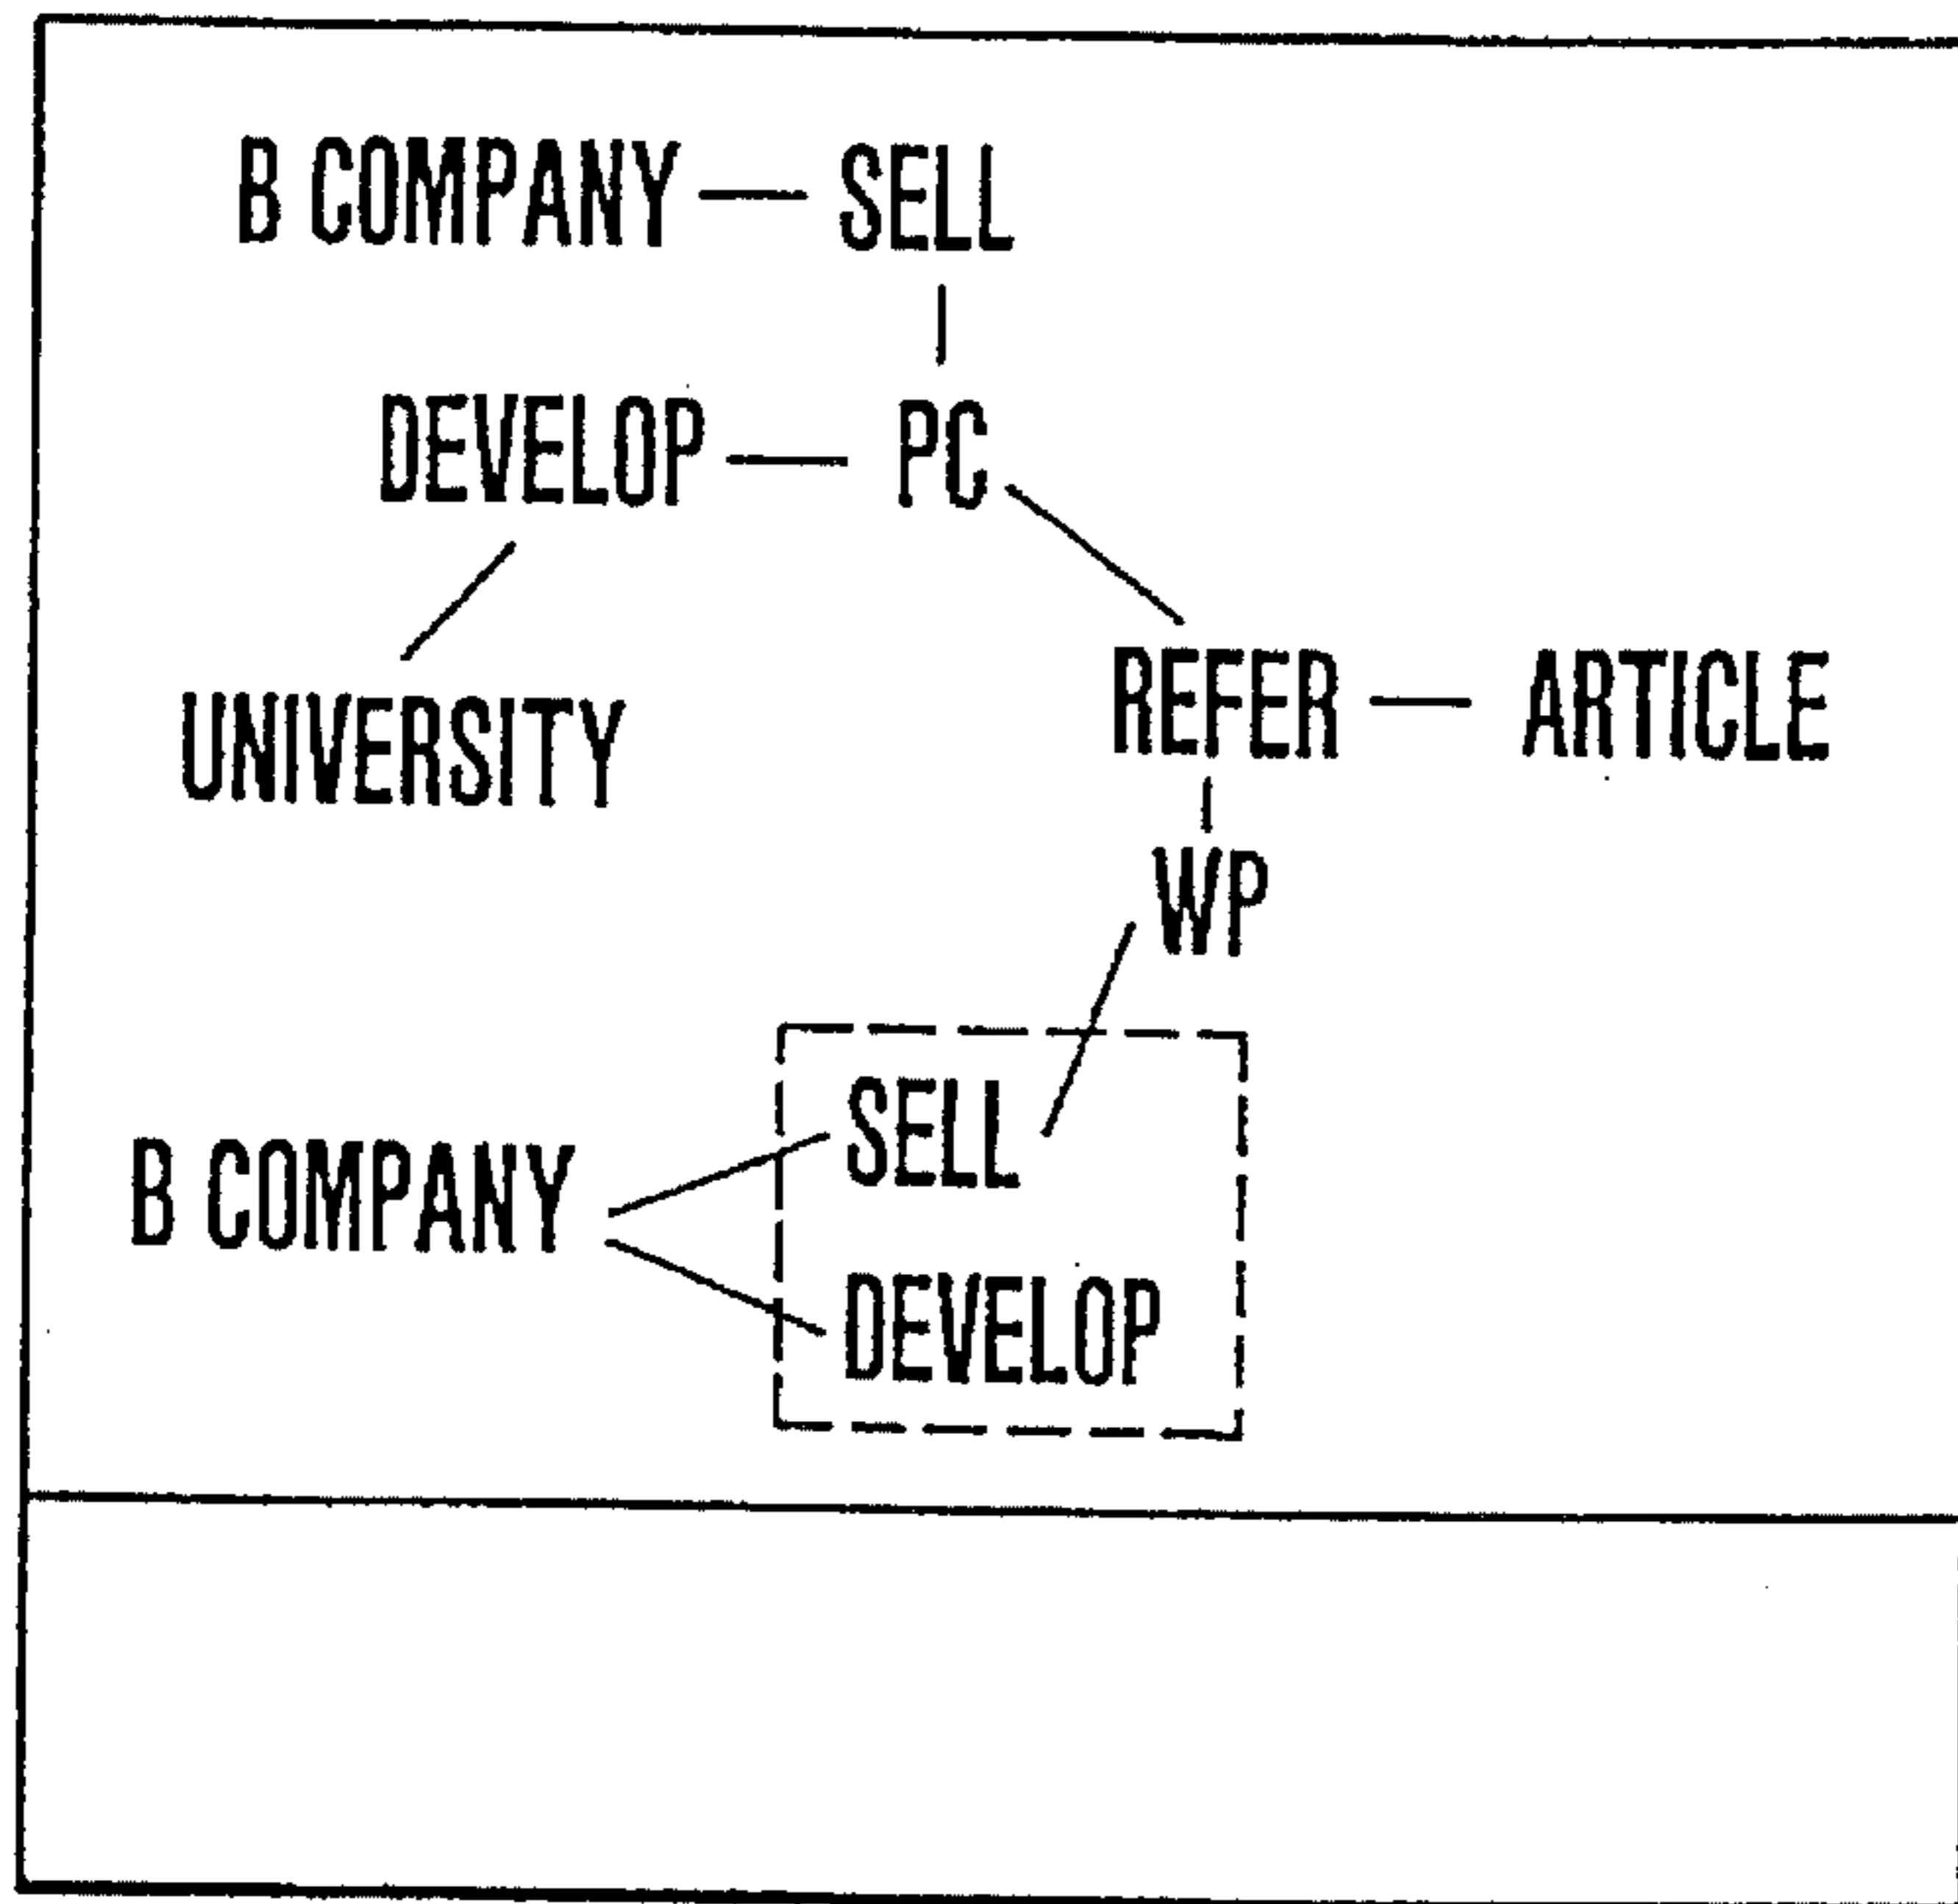 B COMPANY — SELL
DEVELOP — PC
UNIVERSITY
REFER — ARTICLE
WP
SELL
B COMPANY
DEVELOP